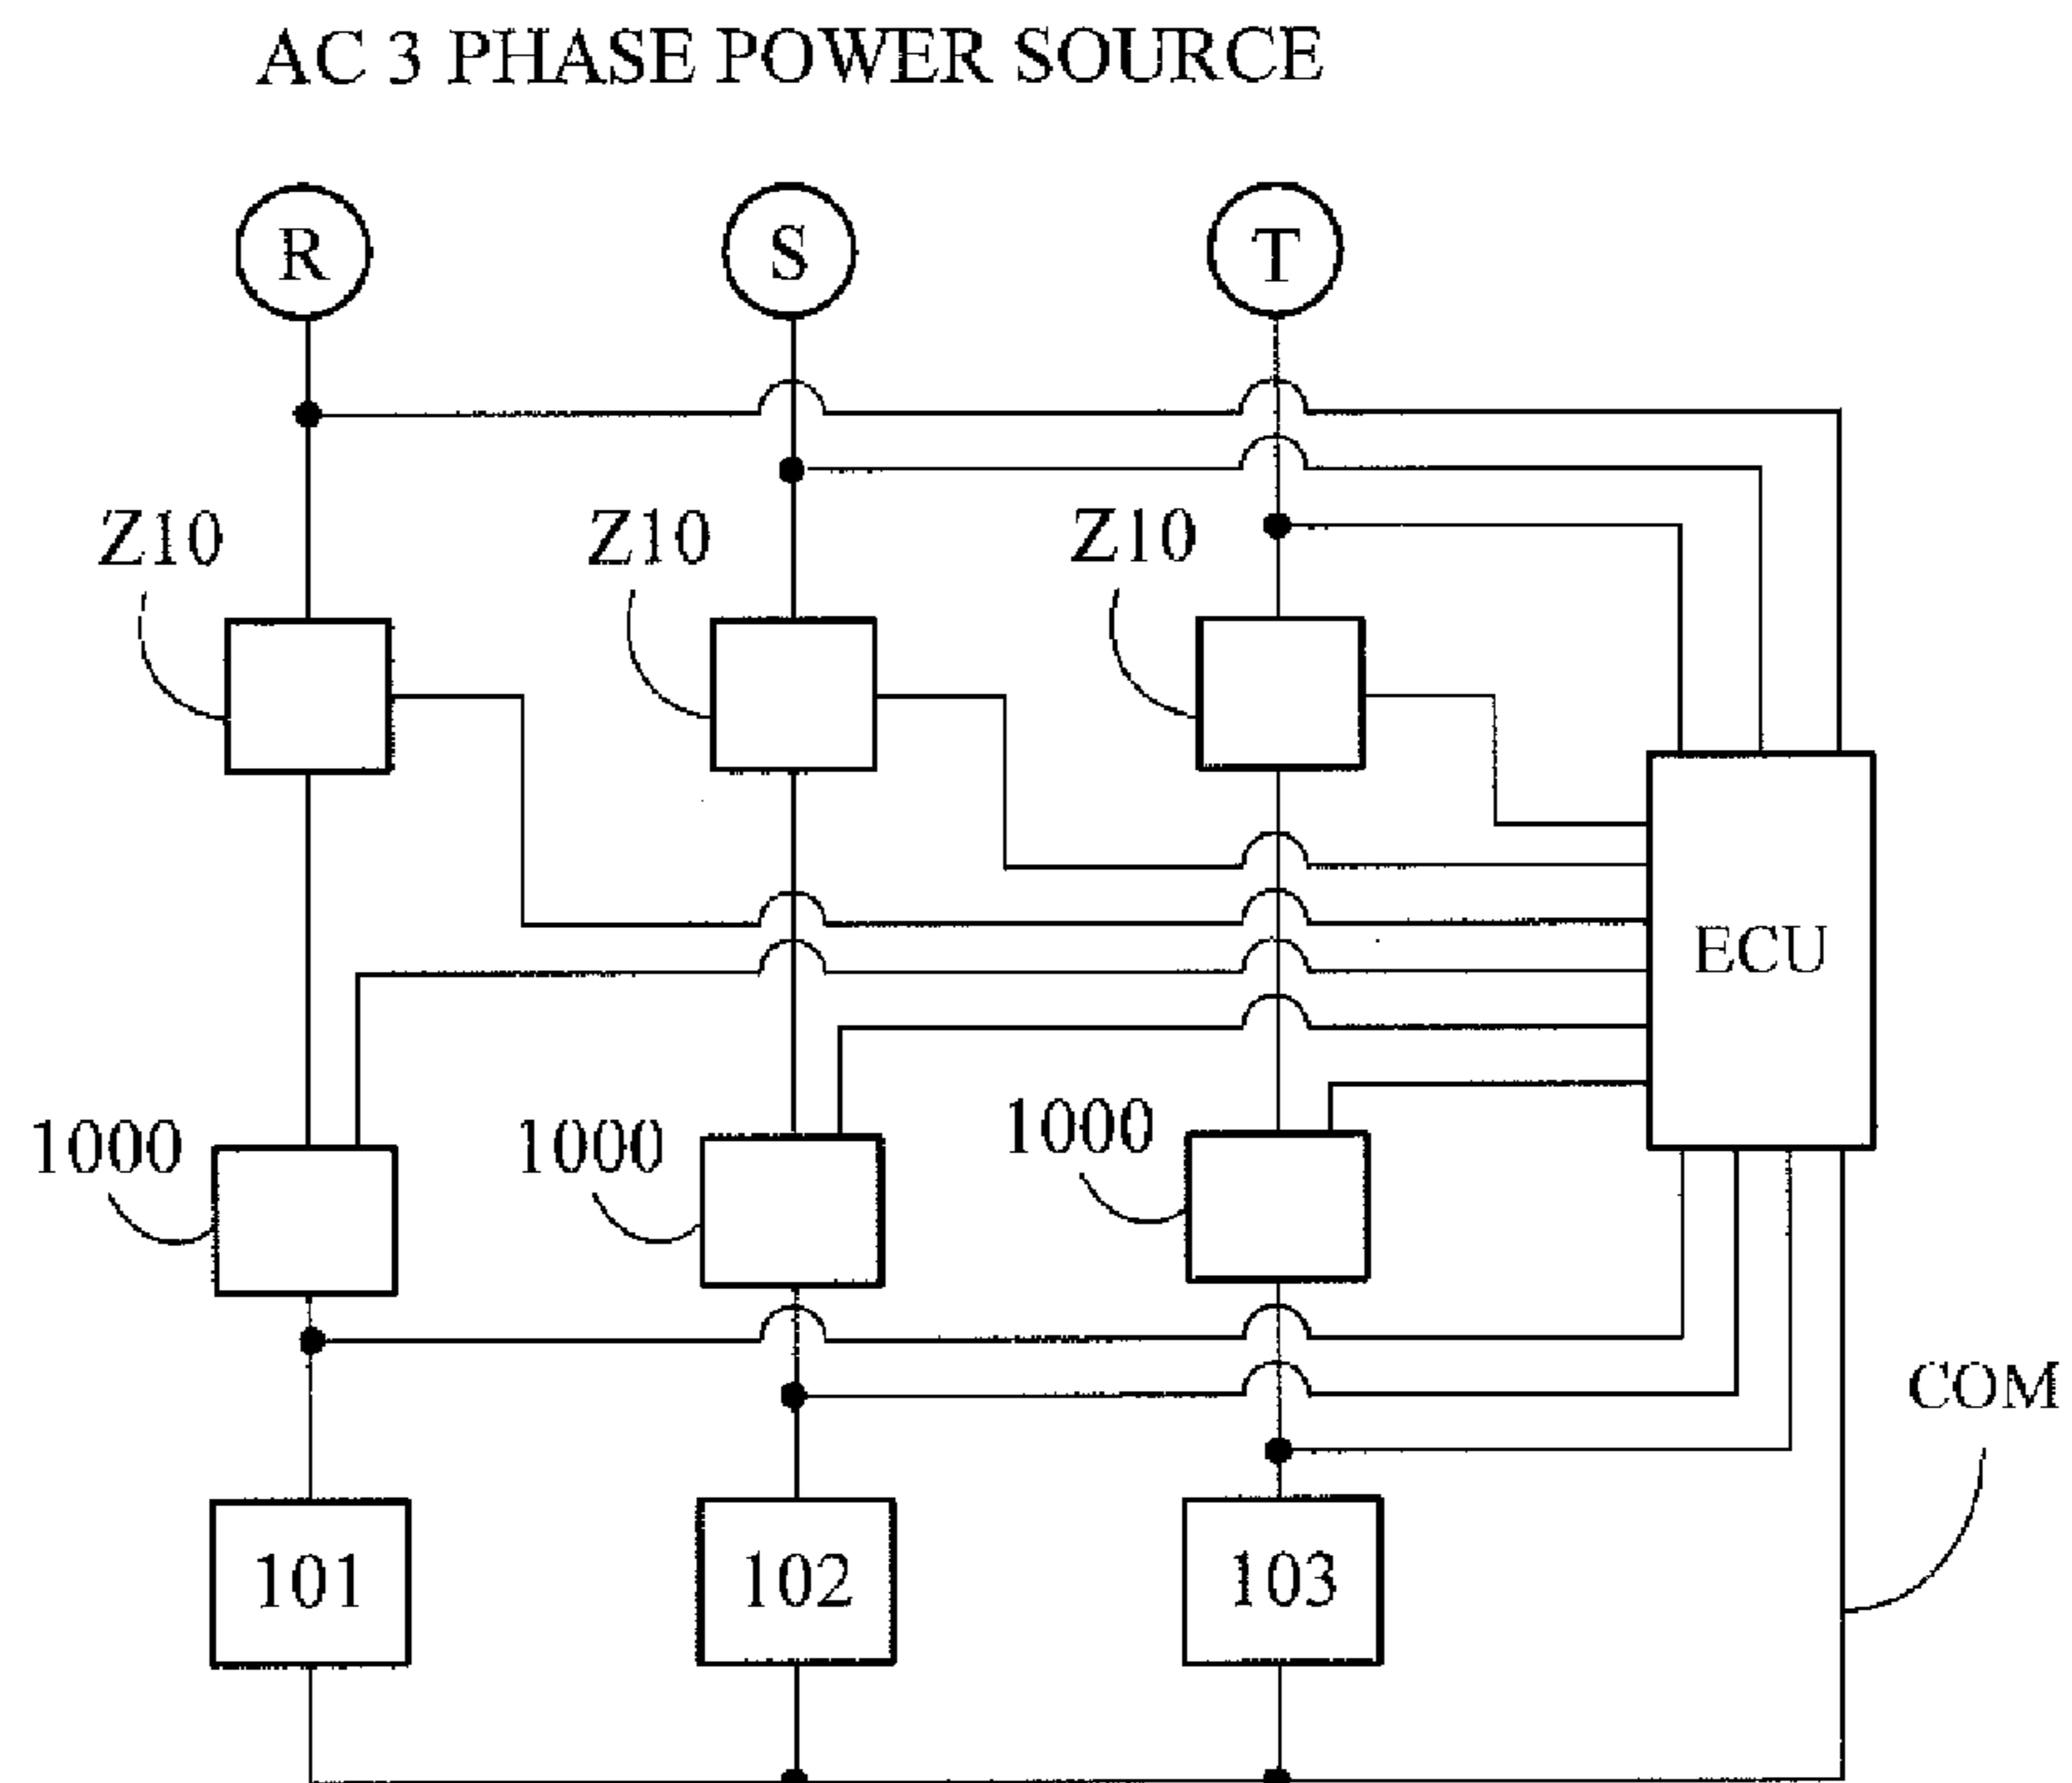 AC 3 PHASE POWER SOURCE
R S T
Z10 Z10 Z10
ECU
1000 1000 1000
COM
101 102 103